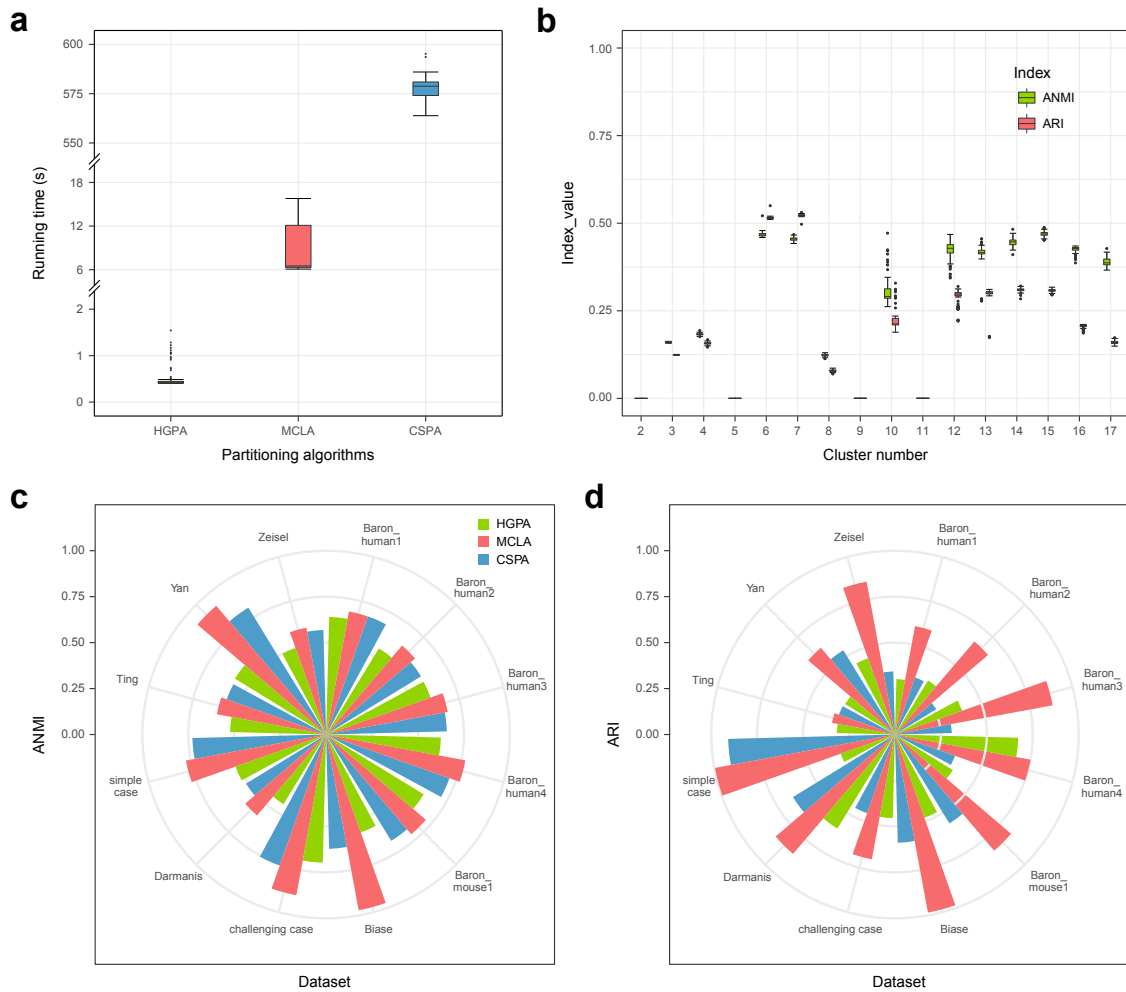 a
600
575
550
18
12
6
2
1
0
Running time (s)
HGPA
MCLA
CSPA
Partitioning algorithms
b
1.00
0.75
0.50
0.25
0.00
Index_value
Index
ANMI
ARI
2
3
4
5
6
7
8
9
10
11
12
13
14
15
16
17
Cluster number
c
1.00
0.75
0.50
0.25
0.00
ANMI
HGPA
MCLA
CSPA
Zeisel
Baron_
human1
Baron_
human2
Baron_
human3
Baron_
human4
Baron_
mouse1
Biase
challenging case
Darmanis
simple
case
Ting
Yan
Dataset
d
1.00
0.75
0.50
0.25
0.00
ARI
Zeisel
Baron_
human1
Baron_
human2
Baron_
human3
Baron_
human4
Baron_
mouse1
Biase
challenging case
Darmanis
simple
case
Ting
Yan
Dataset